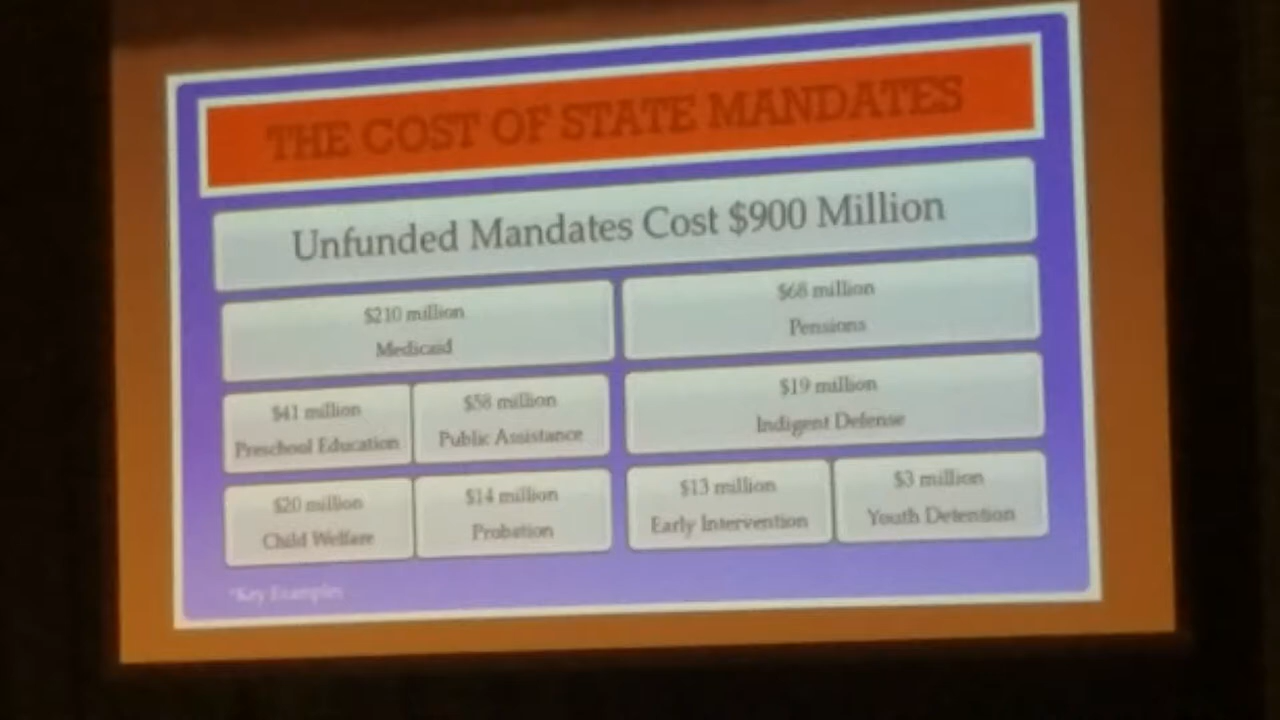 THE COST OF STATE MANDATES
Unfunded Mandates Cost $900 Million
$210 million
Medicaid
$68 million
Pensions
$41 million
Preschool Education
$58 million
Public Assistance
$19 million
Indigent Defense
$20 million
Child Welfare
$14 million
Probation
$13 million
Early Intervention
$3 million
Youth Detention
*Key Examples